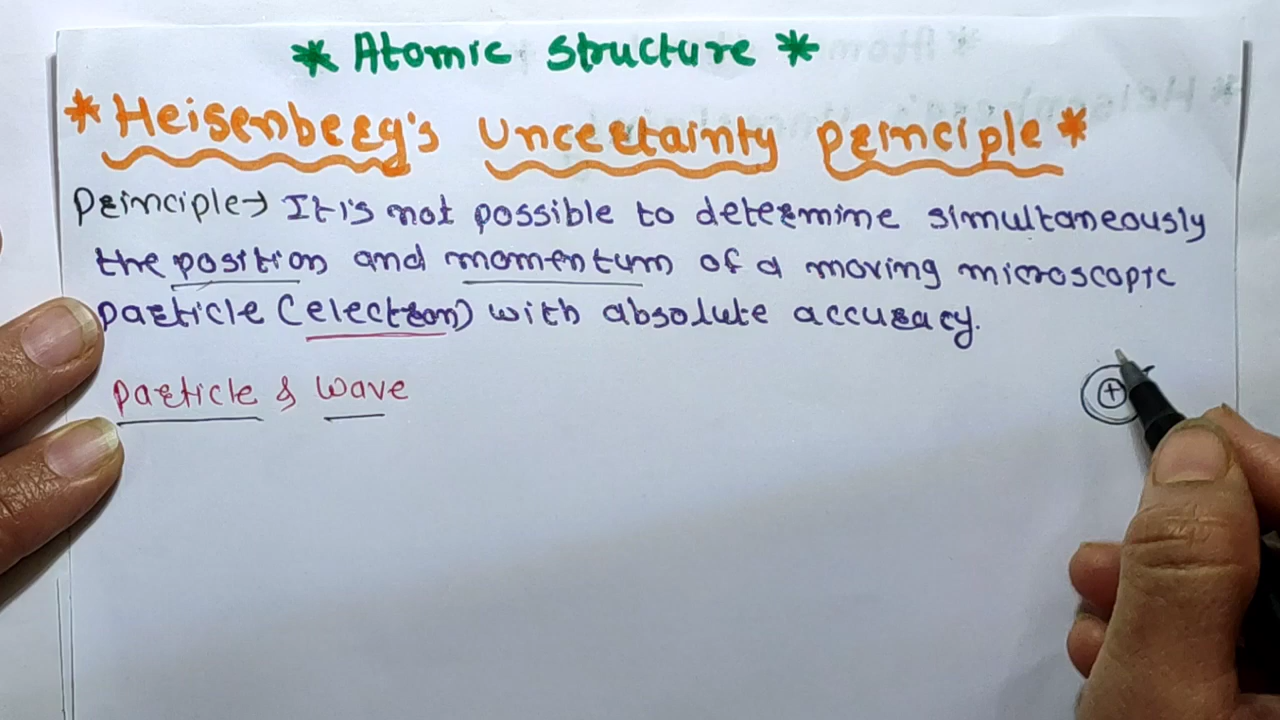 * Atomic Structure *
* Heisenberg's Uncertainty Principle *
Principle → It is not possible to determine simultaneously
the position and momentum of a moving microscopic
particle (electron) with absolute accuracy.
Particle & Wave
+